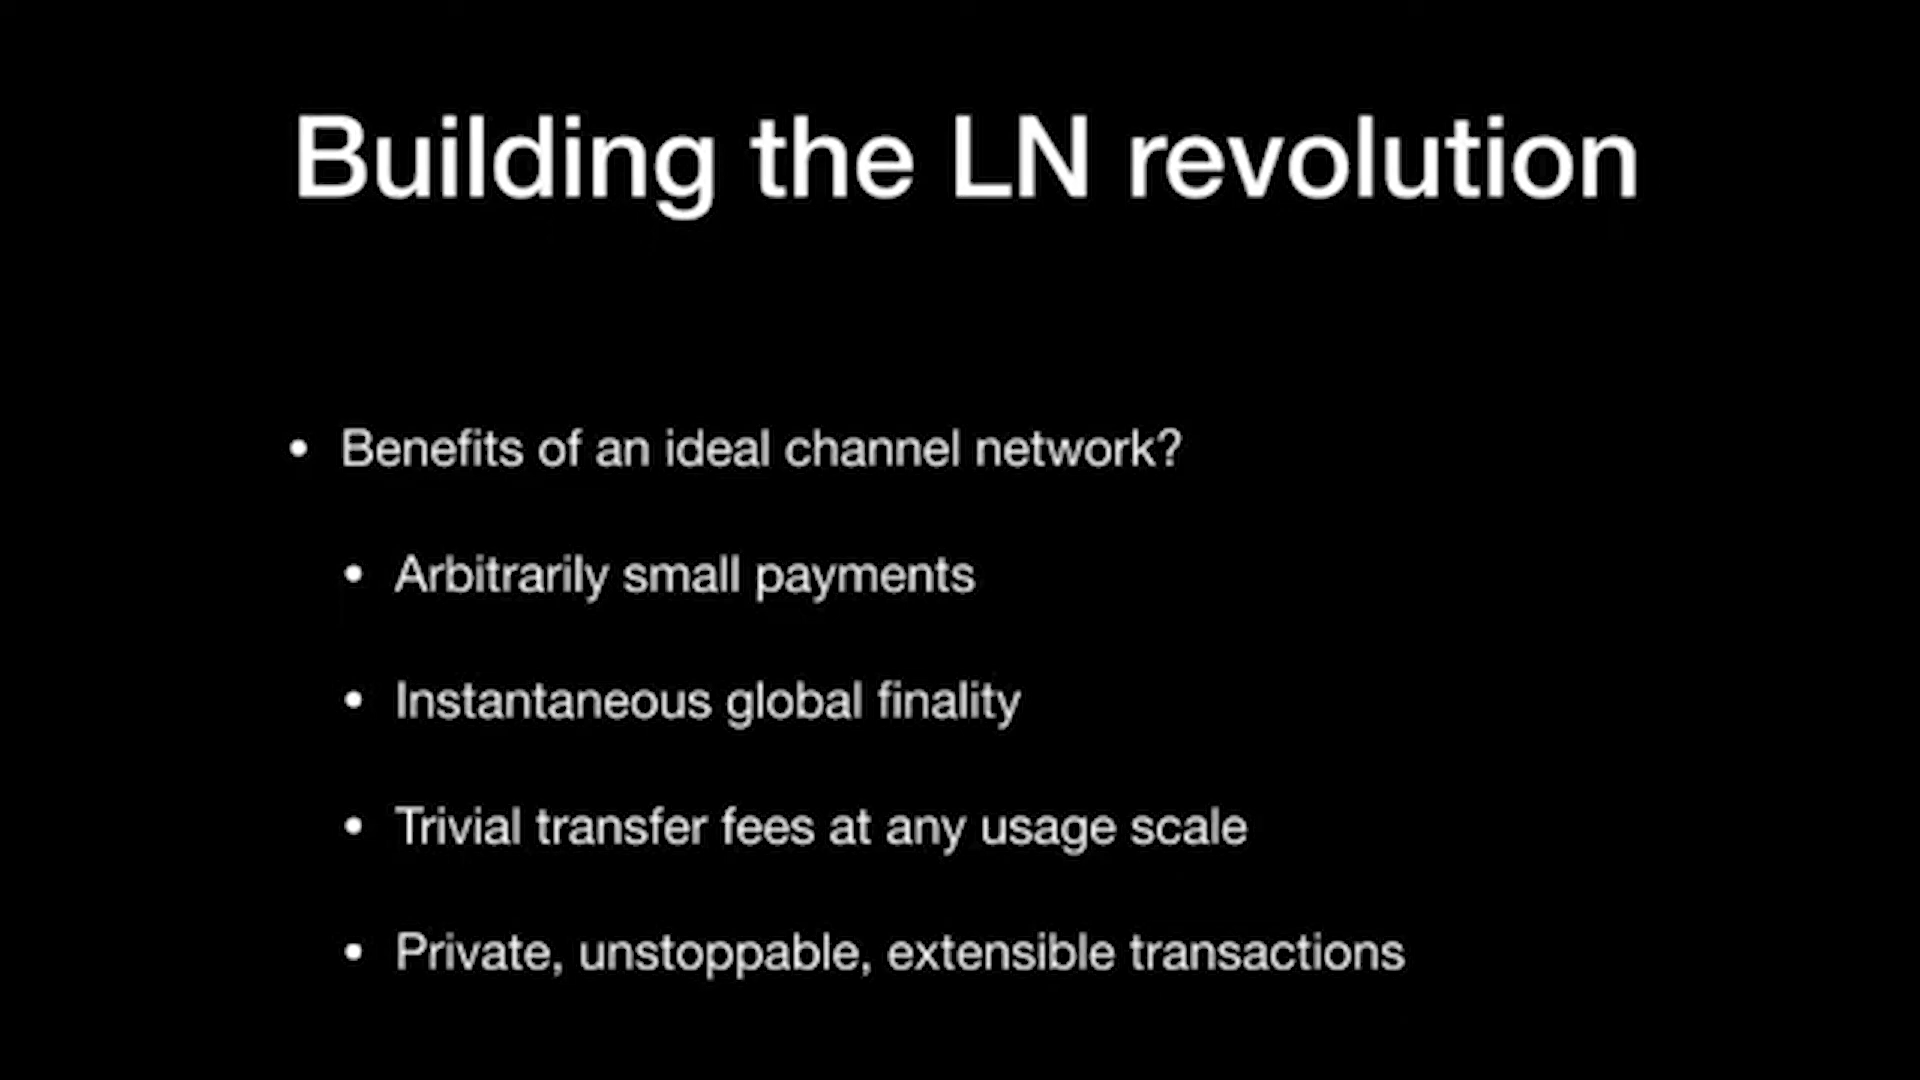 Building the LN revolution
• Benefits of an ideal channel network?
• Arbitrarily small payments
• Instantaneous global finality
• Trivial transfer fees at any usage scale
• Private, unstoppable, extensible transactions